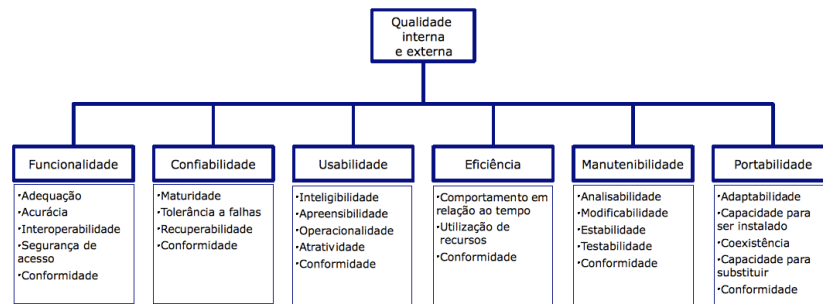 Qualidade
interna
e externa
Funcionalidade
•Adequação
•Acurácia
•Interoperabilidade
•Segurança de
acesso
•Conformidade
Confiabilidade
•Maturidade
•Tolerância a falhas
•Recuperabilidade
•Conformidade
Usabilidade
•Inteligibilidade
•Apreensibilidade
•Operacionalidade
•Atratividade
•Conformidade
Eficiência
•Comportamento em
relação ao tempo
•Utilização de
recursos
•Conformidade
Manutenibilidade
•Analisabilidade
•Modificabilidade
•Estabilidade
•Testabilidade
•Conformidade
Portabilidade
•Adaptabilidade
•Capacidade para
ser instalado
•Coexistência
•Capacidade para
substituir
•Conformidade